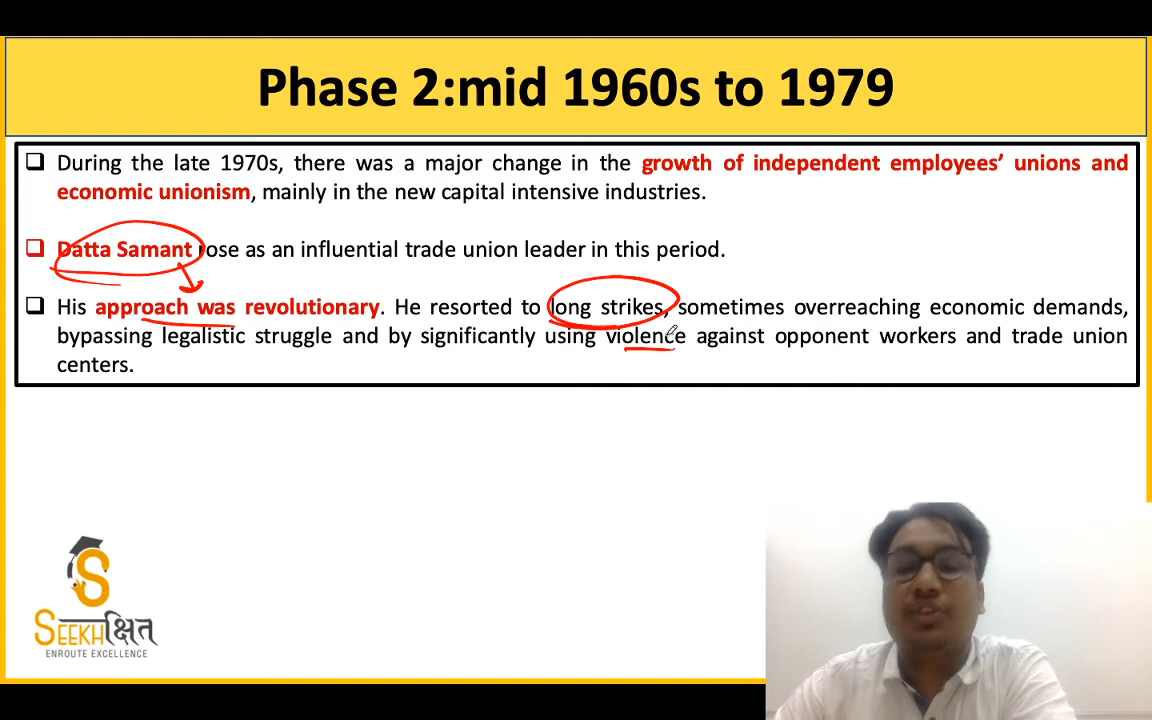 Phase 2:mid 1960s to 1979
❑ During the late 1970s, there was a major change in the growth of independent employees’ unions and
economic unionism, mainly in the new capital intensive industries.
❑ Datta Samant rose as an influential trade union leader in this period.
❑ His approach was revolutionary. He resorted to long strikes, sometimes overreaching economic demands,
bypassing legalistic struggle and by significantly using violence against opponent workers and trade union
centers.
S
SEEKHक्षित
ENROUTE EXCELLENCE